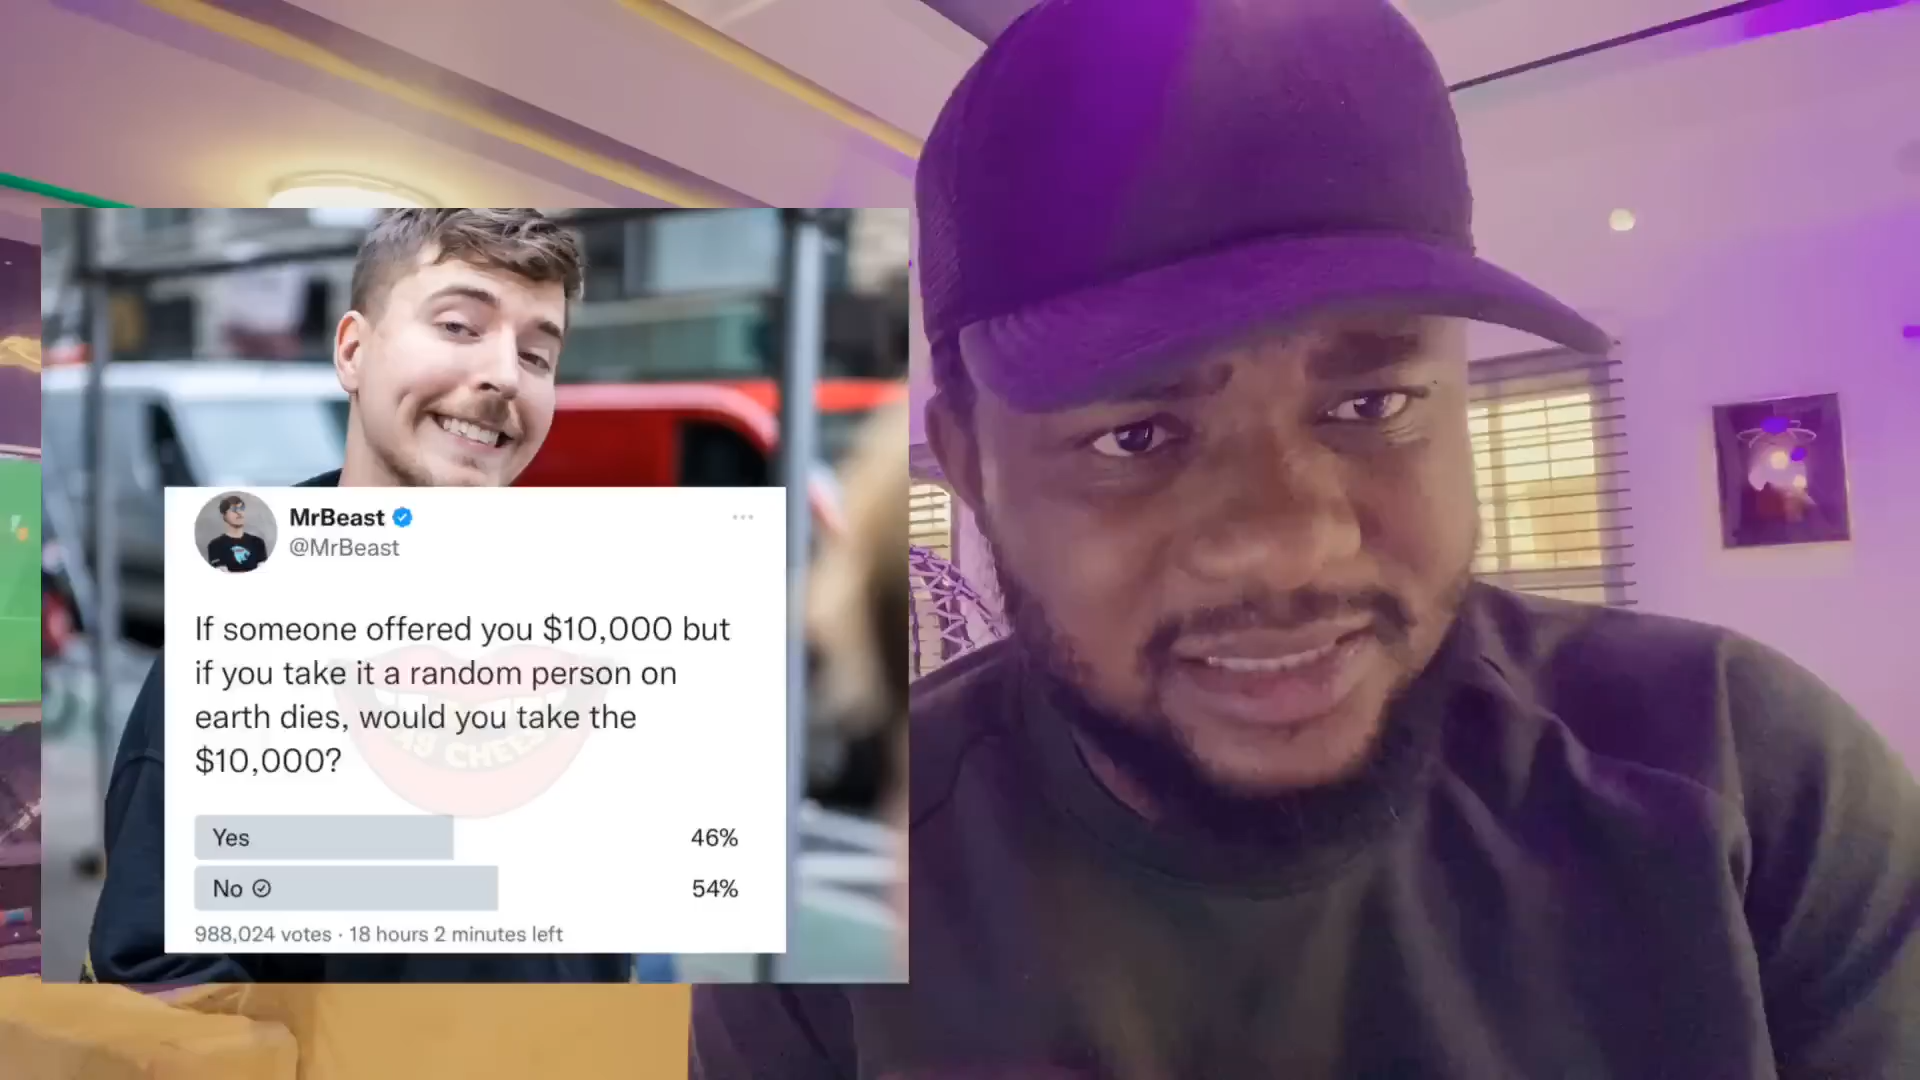 MrBeast
@MrBeast
If someone offered you $10,000 but
if you take it a random person on
earth dies, would you take the
$10,000?
Yes 46%
No 54%
988,024 votes · 18 hours 2 minutes left